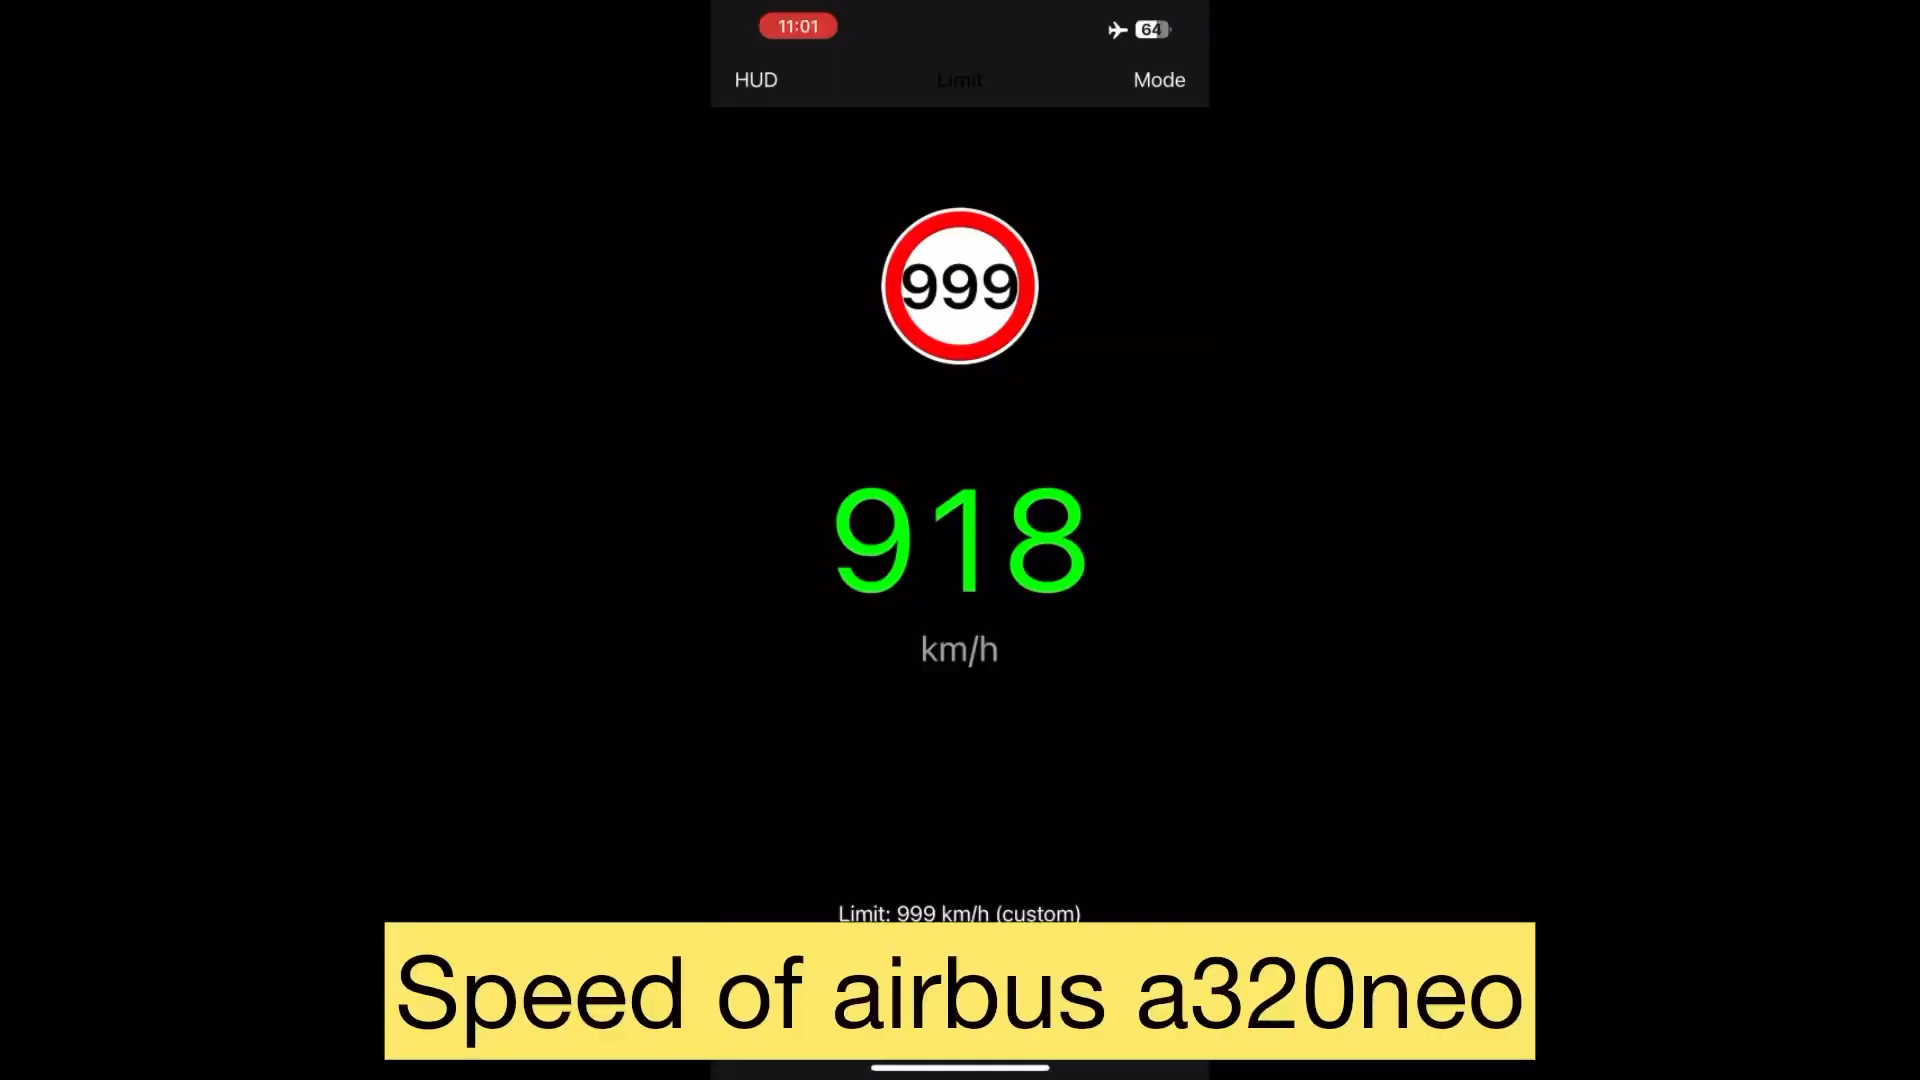 11:01
64
HUD Limit Mode
999
918
km/h
Limit: 999 km/h (custom)
Speed of airbus a320neo